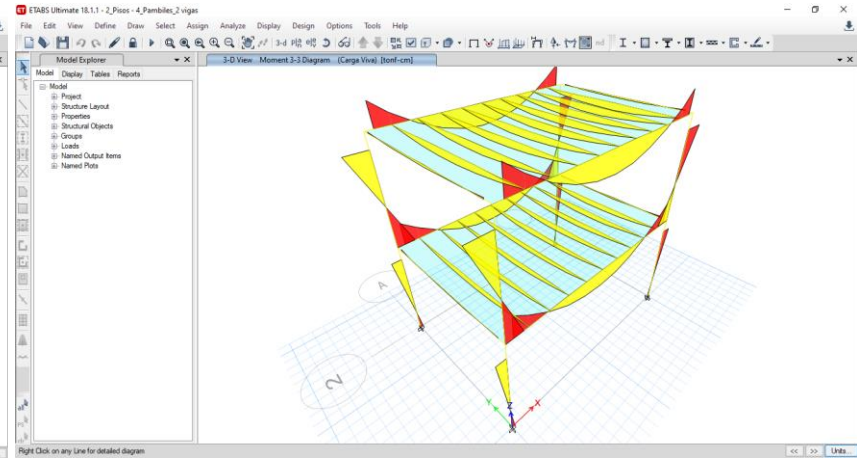 ETABS Ultimate 18.1.1 - 2_Pisos - 4_Pambiles_2 vigas
File Edit View Define Draw Select Assign Analyze Display Design Options Tools Help
Model Explorer
3-D View Moment 3-3 Diagram (Carga Viva) [tonf-cm]
Model Display Tables Reports
Model
Project
Structure Layout
Properties
Structural Objects
Groups
Loads
Named Output Items
Named Plots
A
2
Y Z X
Right Click on any Line for detailed diagram
<< >> Units...